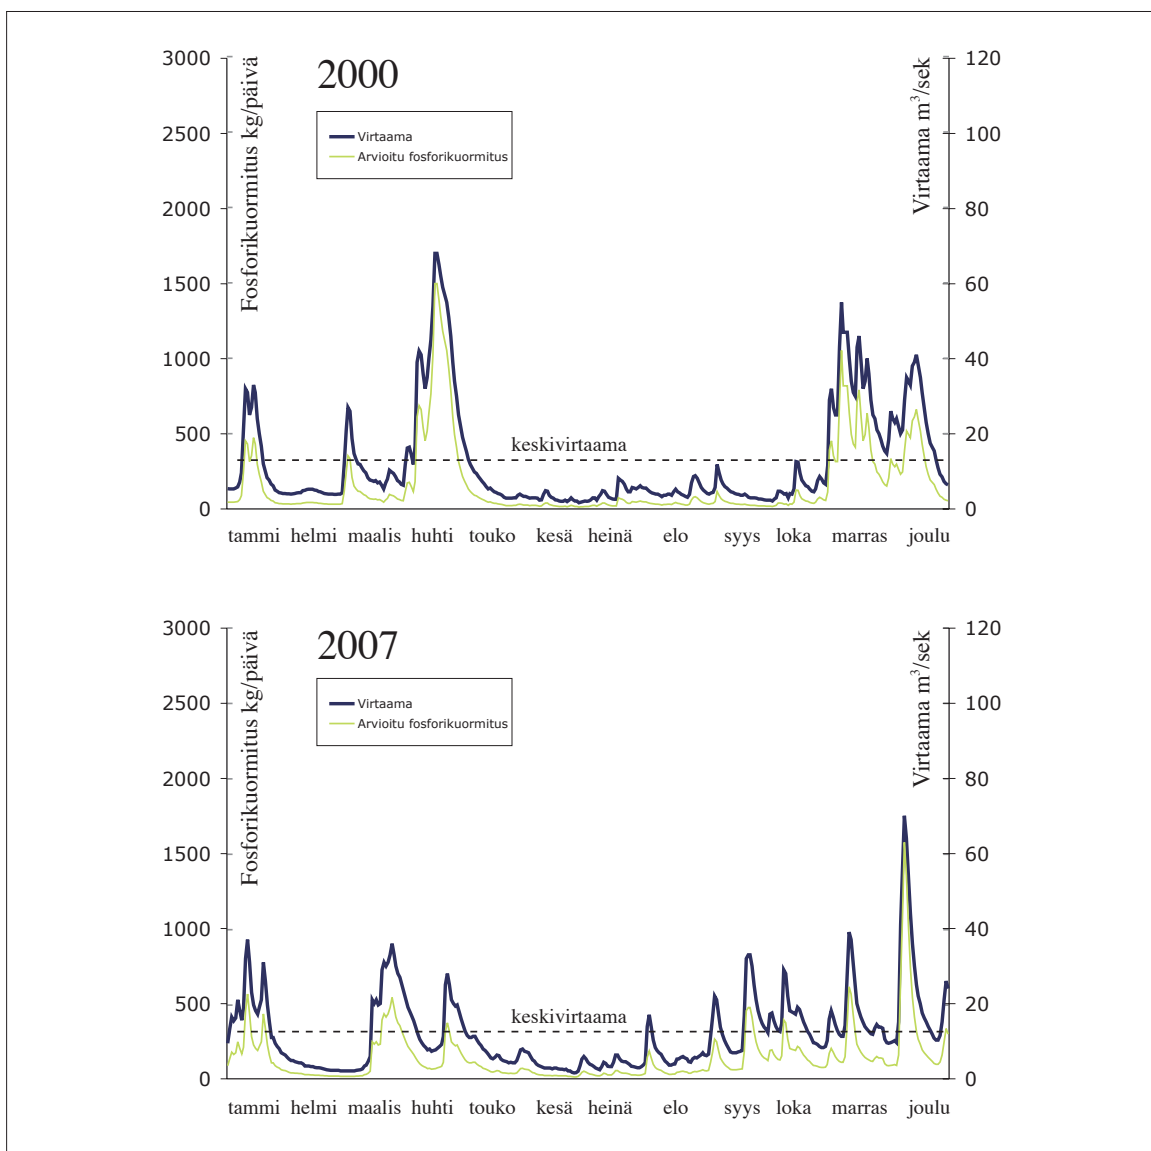 2000
Fosforikuormitus kg/päivä
Virtaama m³/sek
Virtaama
Arvioitu fosforikuormitus
3000
2500
2000
1500
1000
500
0
120
100
80
60
40
20
0
keskivirtaama
tammi helmi maalis huhti touko kesä heinä elo syys loka marras joulu
2007
Fosforikuormitus kg/päivä
Virtaama m³/sek
Virtaama
Arvioitu fosforikuormitus
3000
2500
2000
1500
1000
500
0
120
100
80
60
40
20
0
keskivirtaama
tammi helmi maalis huhti touko kesä heinä elo syys loka marras joulu